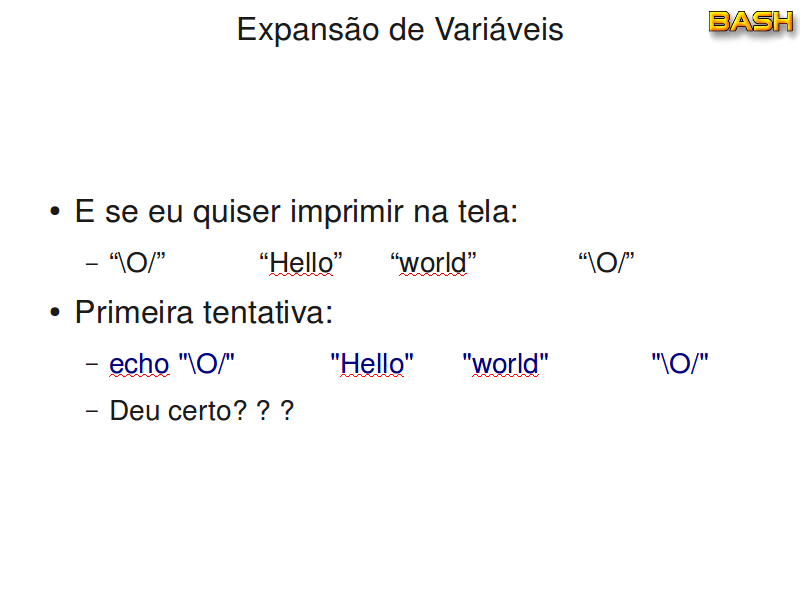 Expansão de Variáveis
BASH
• E se eu quiser imprimir na tela:
– “\O/” “Hello” “world” “\O/”
• Primeira tentativa:
– echo "\O/" "Hello" "world" "\O/"
– Deu certo? ? ?